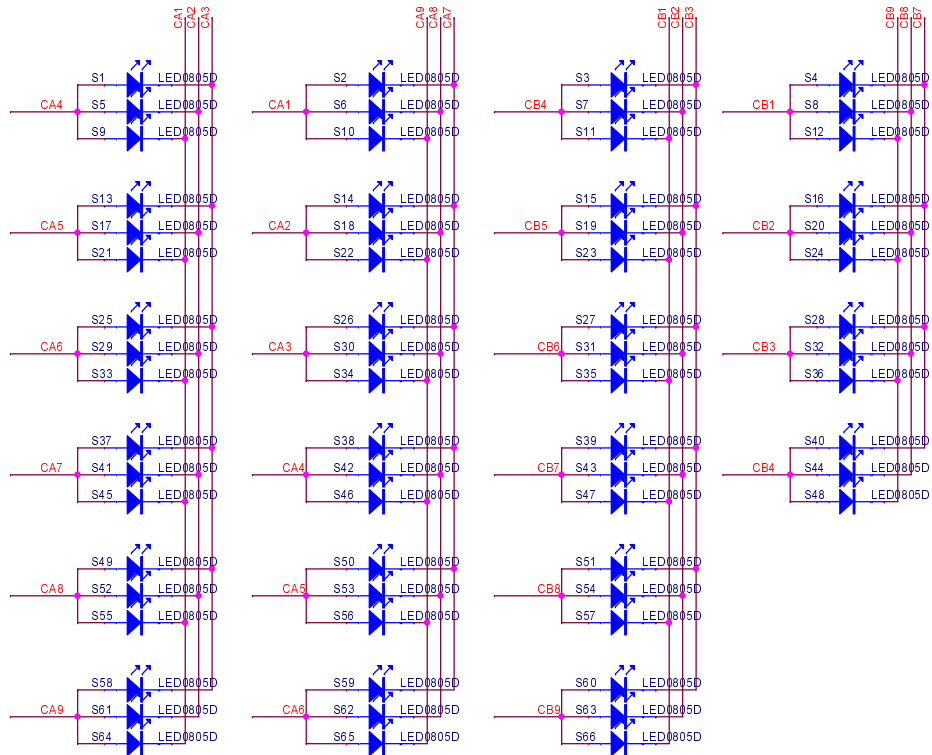 CA1 CA2 CA3 CA9 CA8 CA7 CB1 CB2 CB3 CB9 CB8 CB7
S1 LED0805D S2 LED0805D S3 LED0805D S4 LED0805D
CA4 S5 LED0805D CA1 S6 LED0805D CB4 S7 LED0805D CB1 S8 LED0805D
S9 LED0805D S10 LED0805D S11 LED0805D S12 LED0805D
S13 LED0805D S14 LED0805D S15 LED0805D S16 LED0805D
CA5 S17 LED0805D CA2 S18 LED0805D CB5 S19 LED0805D CB2 S20 LED0805D
S21 LED0805D S22 LED0805D S23 LED0805D S24 LED0805D
S25 LED0805D S26 LED0805D S27 LED0805D S28 LED0805D
CA6 S29 LED0805D CA3 S30 LED0805D CB6 S31 LED0805D CB3 S32 LED0805D
S33 LED0805D S34 LED0805D S35 LED0805D S36 LED0805D
S37 LED0805D S38 LED0805D S39 LED0805D S40 LED0805D
CA7 S41 LED0805D CA4 S42 LED0805D CB7 S43 LED0805D CB4 S44 LED0805D
S45 LED0805D S46 LED0805D S47 LED0805D S48 LED0805D
S49 LED0805D S50 LED0805D S51 LED0805D
CA8 S52 LED0805D CA5 S53 LED0805D CB8 S54 LED0805D
S55 LED0805D S56 LED0805D S57 LED0805D
S58 LED0805D S59 LED0805D S60 LED0805D
CA9 S61 LED0805D CA6 S62 LED0805D CB9 S63 LED0805D
S64 LED0805D S65 LED0805D S66 LED0805D